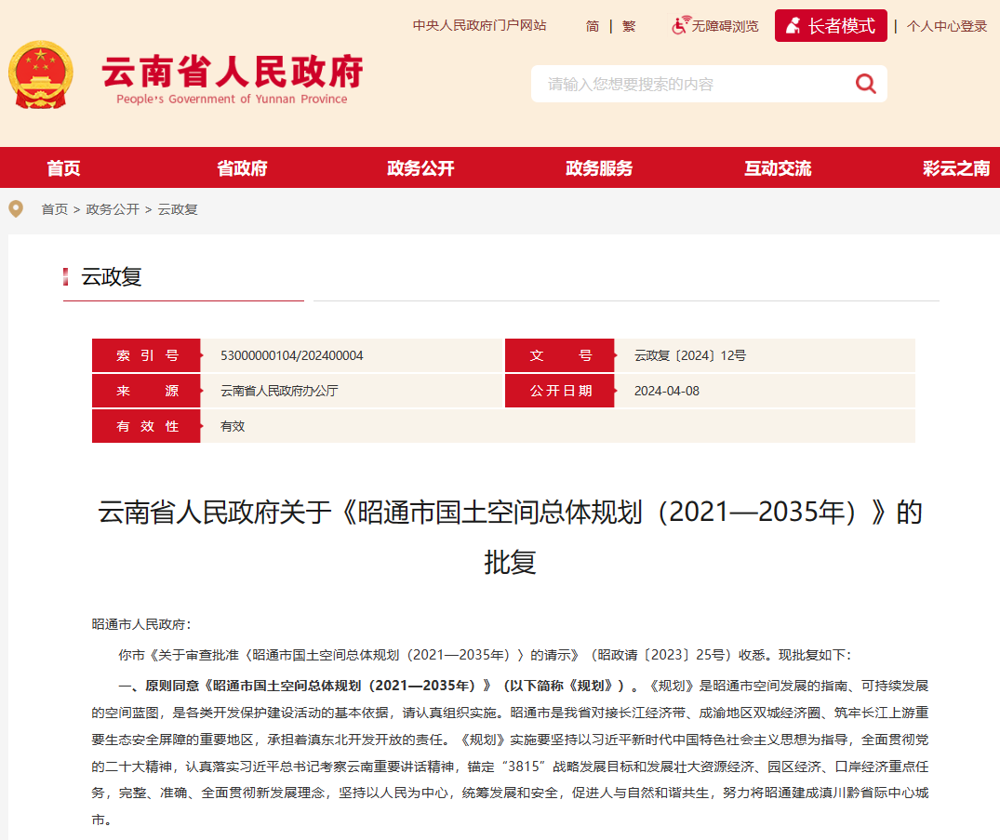 中央人民政府门户网站 简 | 繁 无障碍浏览 长者模式 | 个人中心登录
云南省人民政府
People's Government of Yunnan Province
请输入您想要搜索的内容
首页 省政府 政务公开 政务服务 互动交流 彩云之南
首页 > 政务公开 > 云政复
云政复
索引号 53000000104/202400004 文号 云政复〔2024〕12号
来源 云南省人民政府办公厅 公开日期 2024-04-08
有效性 有效
云南省人民政府关于《昭通市国土空间总体规划（2021—2035年）》的
批复
昭通市人民政府：
你市《关于审查批准〈昭通市国土空间总体规划（2021—2035年）〉的请示》（昭政请〔2023〕25号）收悉。现批复如下：
一、原则同意《昭通市国土空间总体规划（2021—2035年）》（以下简称《规划》）。《规划》是昭通市空间发展的指南、可持续发展
的空间蓝图，是各类开发保护建设活动的基本依据，请认真组织实施。昭通市是我省对接长江经济带、成渝地区双城经济圈、筑牢长江上游重
要生态安全屏障的重要地区，承担着滇东北开发开放的责任。《规划》实施要坚持以习近平新时代中国特色社会主义思想为指导，全面贯彻党
的二十大精神，认真落实习近平总书记考察云南重要讲话精神，锚定“3815”战略发展目标和发展壮大资源经济、园区经济、口岸经济重点任
务，完整、准确、全面贯彻新发展理念，坚持以人民为中心，统筹发展和安全，促进人与自然和谐共生，努力将昭通建成滇川黔省际中心城
市。